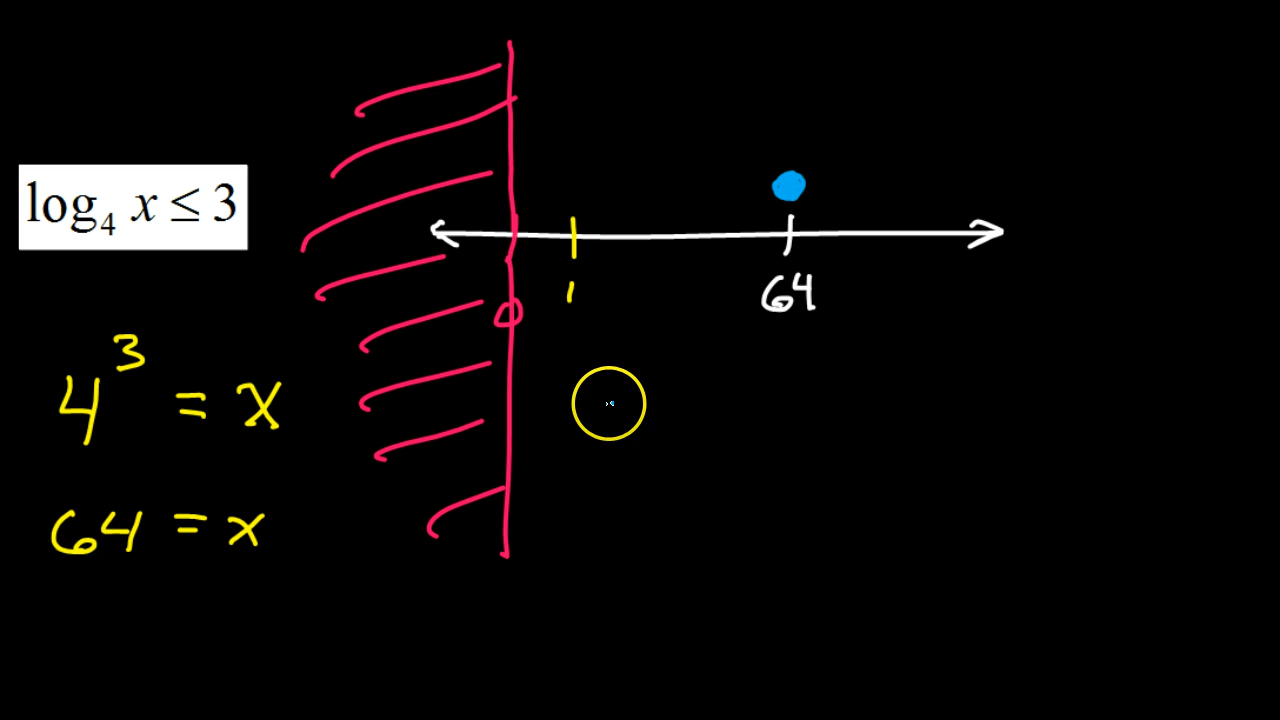 log₄ x ≤ 3
4³ = x
64 = x
0
1
64